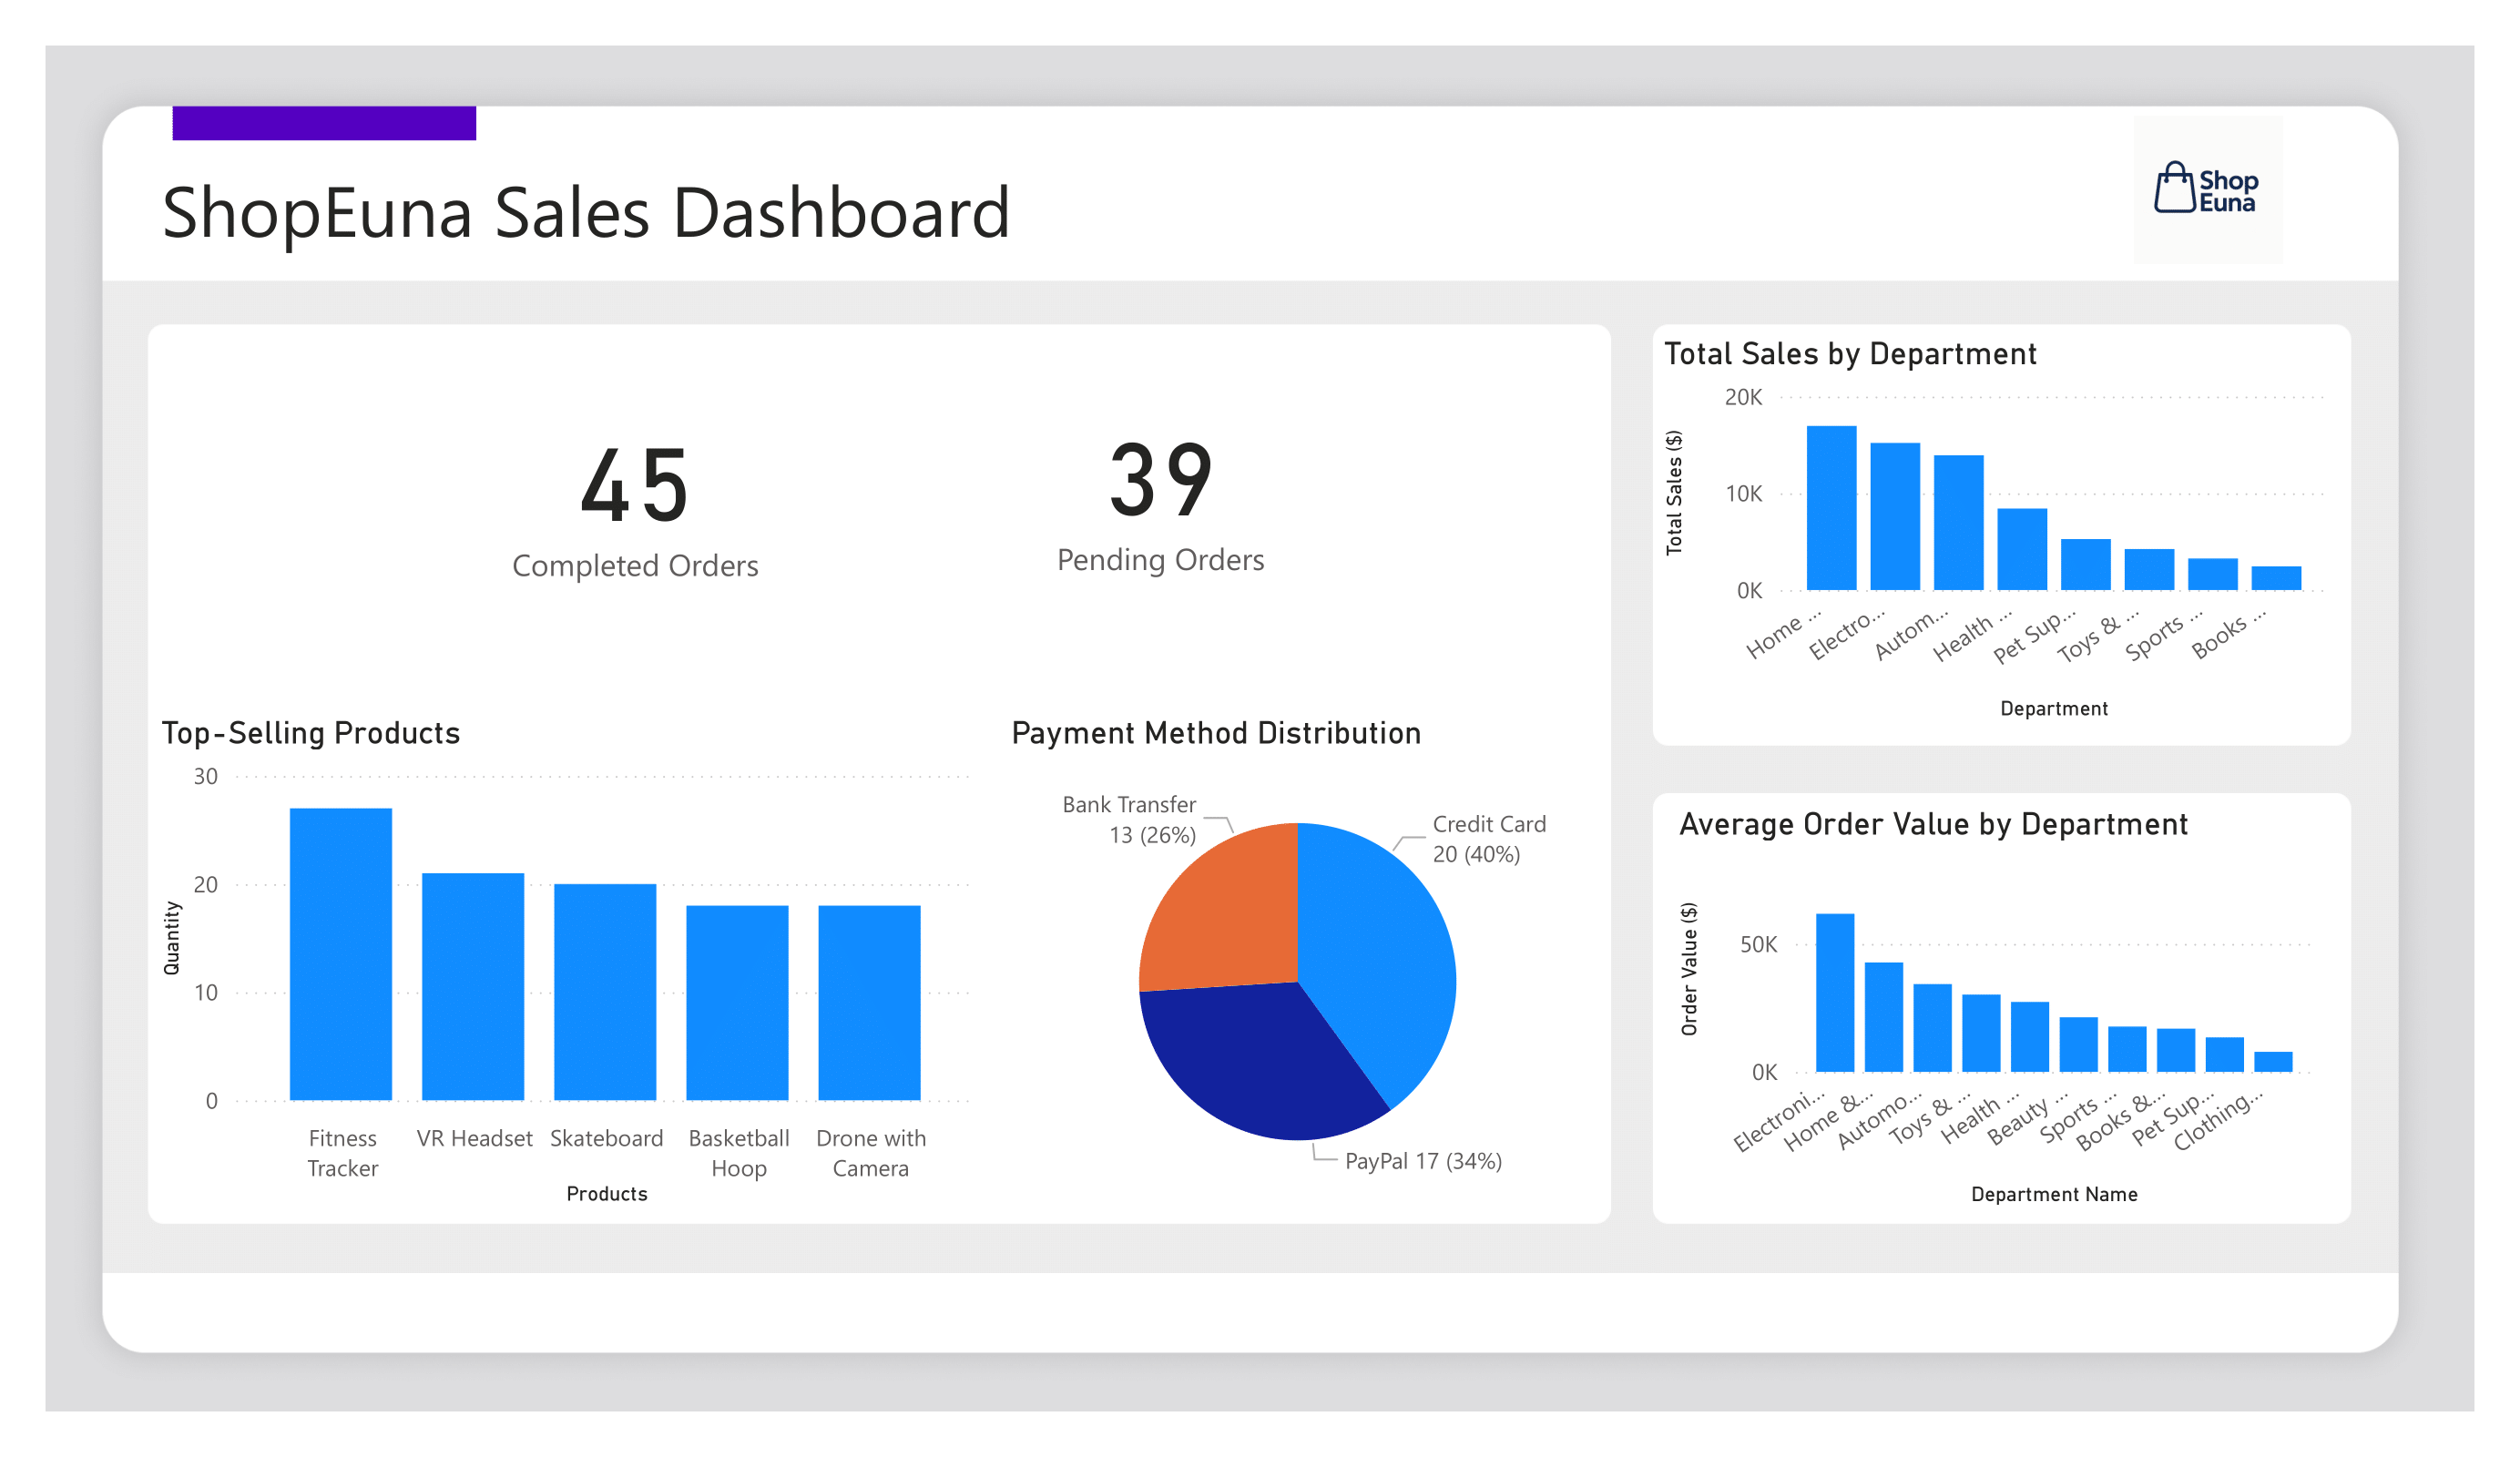 ShopEuna Sales Dashboard
Shop
Euna
45
Completed Orders
39
Pending Orders
Top-Selling Products
30
20
10
0
Quantity
Fitness
Tracker
VR Headset
Skateboard
Basketball
Hoop
Drone with
Camera
Products
Payment Method Distribution
Bank Transfer
13 (26%)
Credit Card
20 (40%)
PayPal 17 (34%)
Total Sales by Department
20K
10K
0K
Total Sales ($)
Home ...
Electro...
Autom...
Health ...
Pet Sup...
Toys & ...
Sports ...
Books ...
Department
Average Order Value by Department
50K
0K
Order Value ($)
Electroni...
Home &...
Automo...
Toys & ...
Health ...
Beauty ...
Sports ...
Books &...
Pet Sup...
Clothing...
Department Name